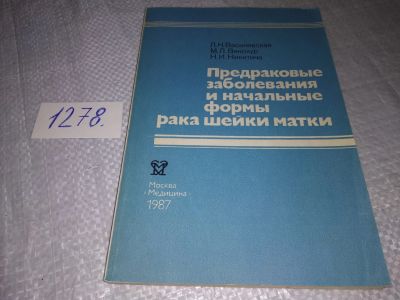 Л.Н.Василевская
М.Л.Винокур
Н.И.Никитина
Предраковые
заболевания
и начальные
формы
рака шейки матки
1278.
Москва
«Медицина»
1987